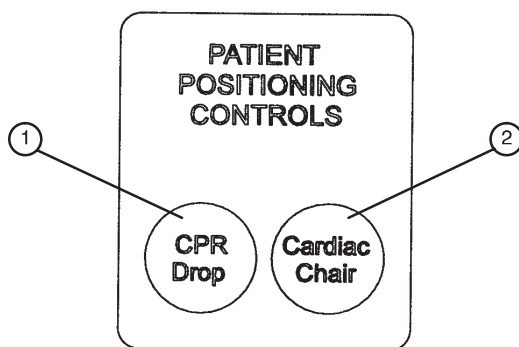 PATIENT
POSITIONING
CONTROLS
1
2
CPR
Drop
Cardiac
Chair